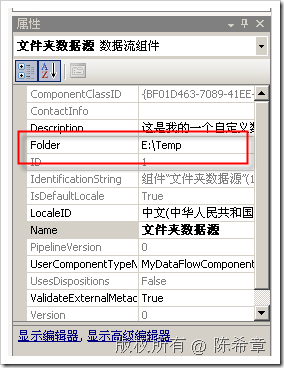 属性
文件夹数据源 数据流组件
ComponentClassID {BF01D463-7089-41EE-
ContactInfo
Description 这是我的一个自定义数
Folder E:\Temp
ID 1
IdentificationString 组件"文件夹数据源"(1
IsDefaultLocale True
LocaleID 中文(中华人民共和国
Name 文件夹数据源
PipelineVersion 0
UserComponentTypeN MyDataFlowComponent
UsesDispositions False
ValidateExternalMetac True
Version 0
显示编辑器, 显示高级编辑器
版权所有 @ 陈希章